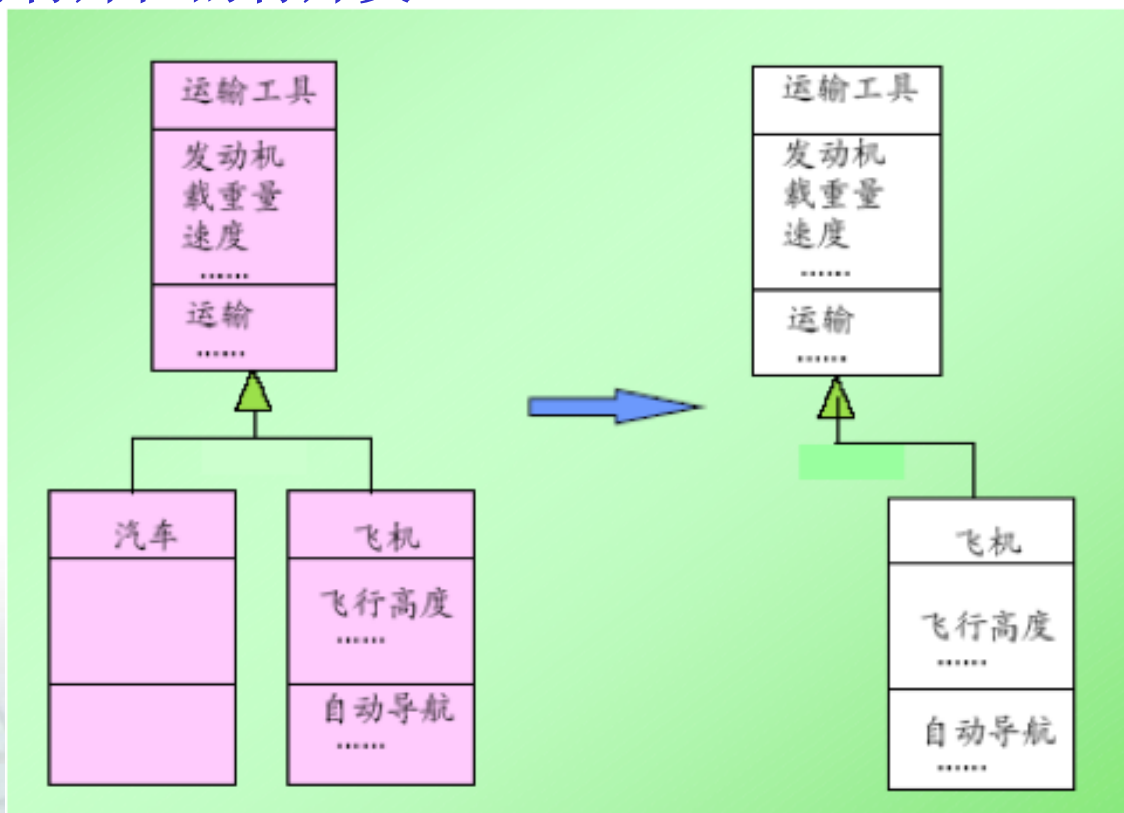 运输工具
发动机
载重量
速度
......
运输
......
汽车
飞机
飞行高度
......
自动导航
......
运输工具
发动机
载重量
速度
......
运输
......
飞机
飞行高度
......
自动导航
......